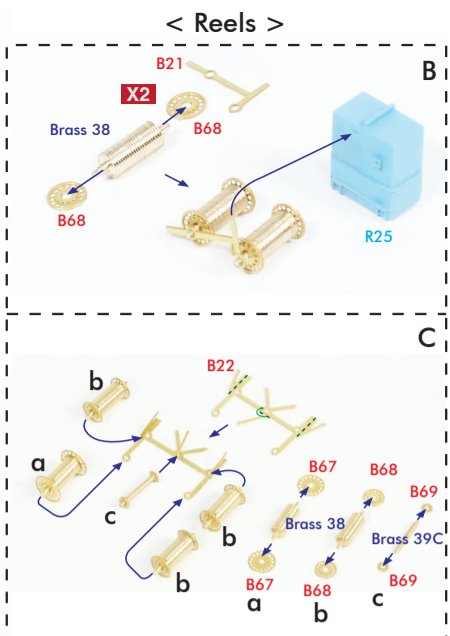 < Reels >
B
B21
X2
B68
Brass 38
B68
R25
C
B22
b
a
c
b
b
B67
B68
B69
Brass 38
Brass 39C
B67
B68
B69
a
b
c